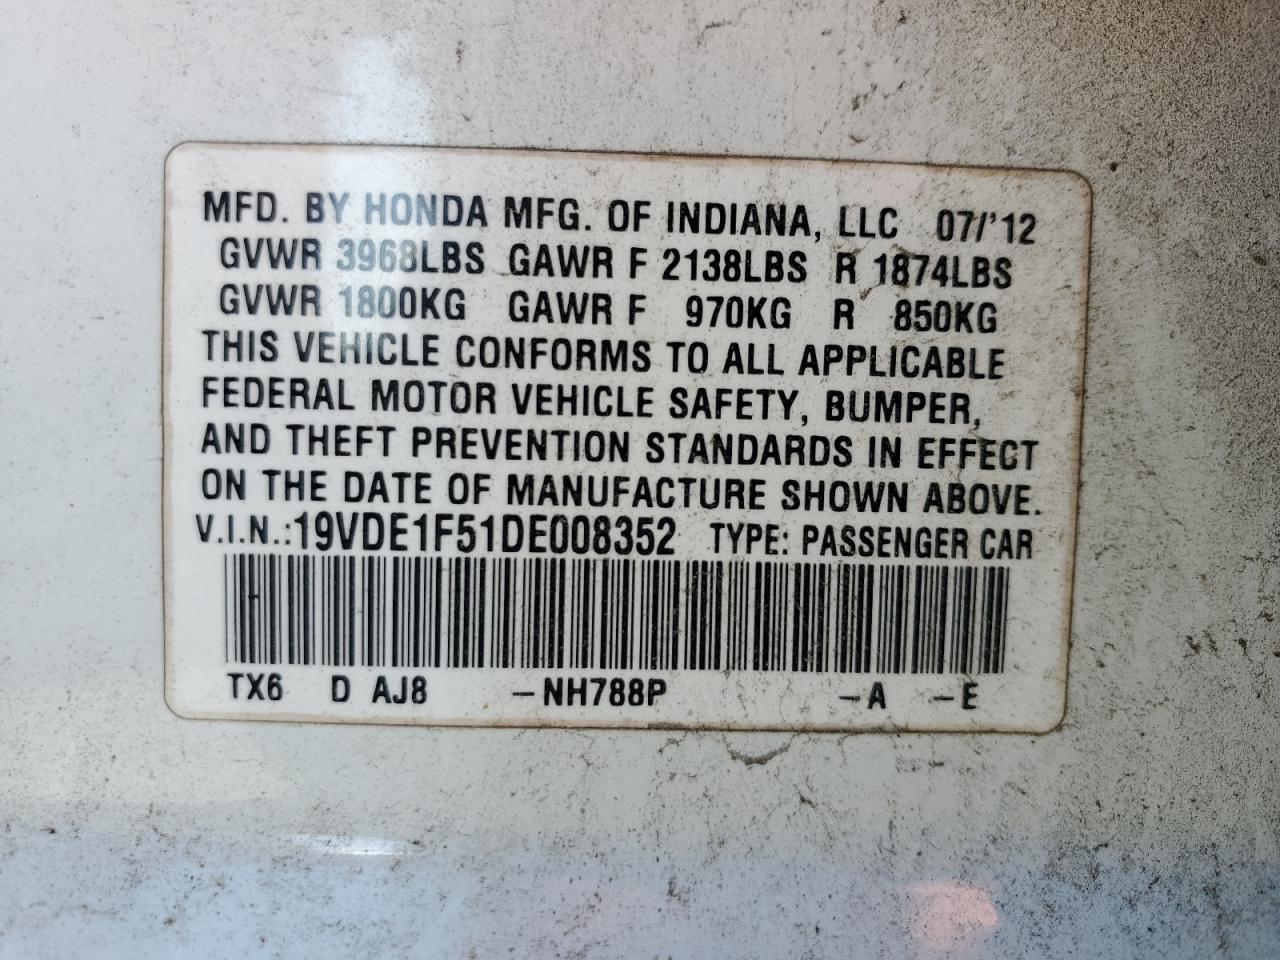 MFD. BY HONDA MFG. OF INDIANA, LLC 07/'12
GVWR 3968LBS GAWR F 2138LBS R 1874LBS
GVWR 1800KG GAWR F 970KG R 850KG
THIS VEHICLE CONFORMS TO ALL APPLICABLE
FEDERAL MOTOR VEHICLE SAFETY, BUMPER,
AND THEFT PREVENTION STANDARDS IN EFFECT
ON THE DATE OF MANUFACTURE SHOWN ABOVE.
V.I.N.:19VDE1F51DE008352 TYPE: PASSENGER CAR
TX6 D AJ8 –NH788P –A –E